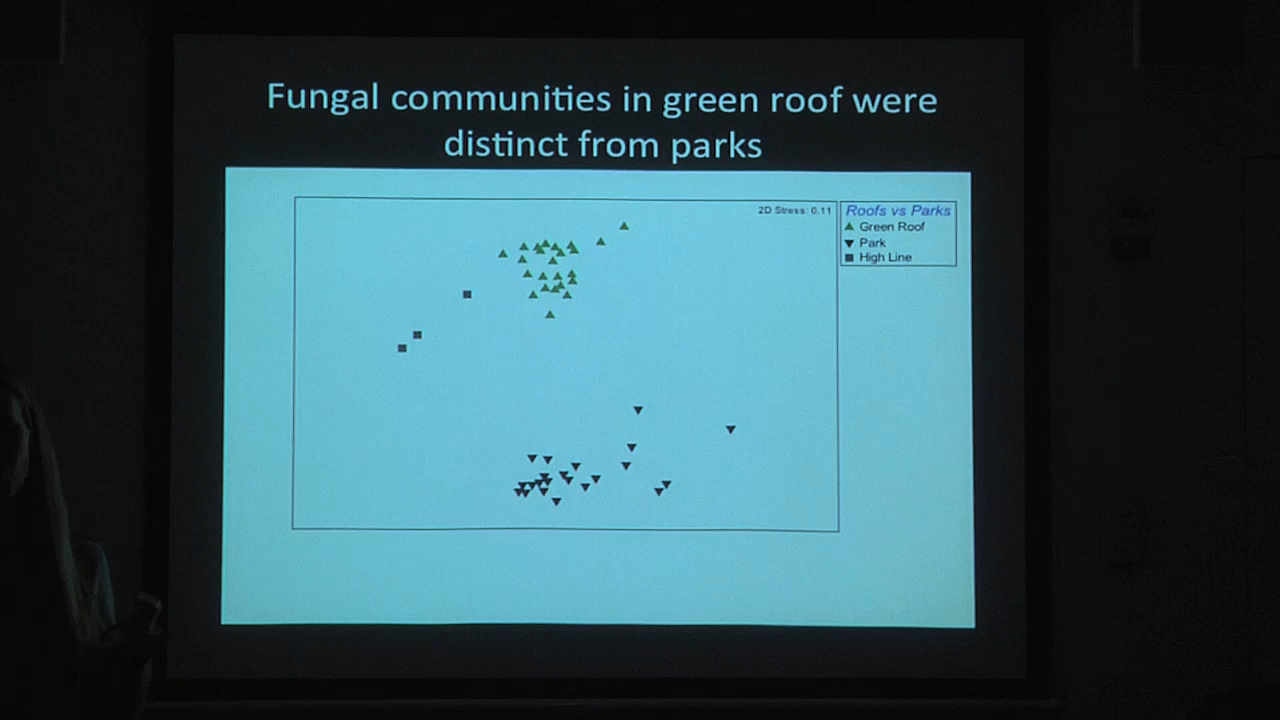 Fungal communities in green roof were
distinct from parks
2D Stress: 0.11
Roofs vs Parks
Green Roof
Park
High Line